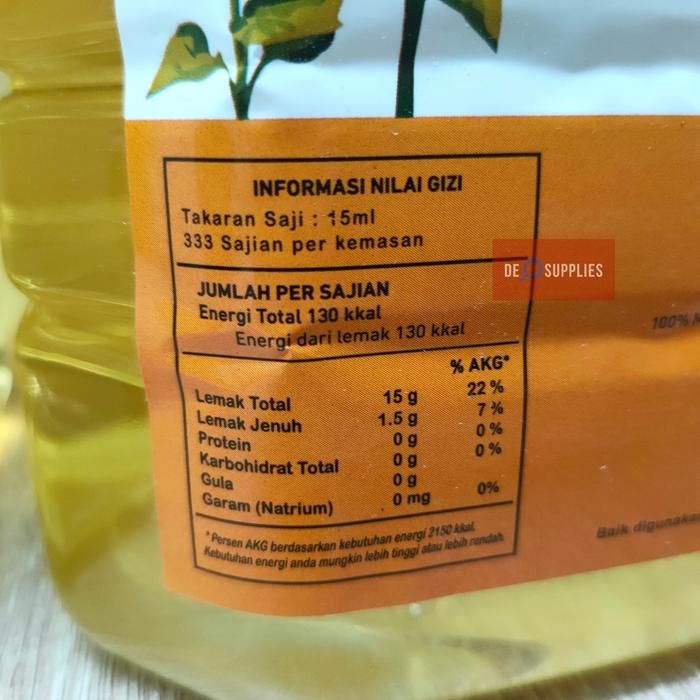 INFORMASI NILAI GIZI
Takaran Saji : 15ml
333 Sajian per kemasan
JUMLAH PER SAJIAN
Energi Total 130 kkal
Energi dari lemak 130 kkal
% AKG*
Lemak Total 15 g 22 %
Lemak Jenuh 1.5 g 7 %
Protein 0 g 0 %
Karbohidrat Total 0 g 0 %
Gula 0 g
Garam (Natrium) 0 mg 0%
*Persen AKG berdasarkan kebutuhan energi 2150 kkal.
Kebutuhan energi anda mungkin lebih tinggi atau lebih rendah.
DE SUPPLIES
100%
Baik digunakan